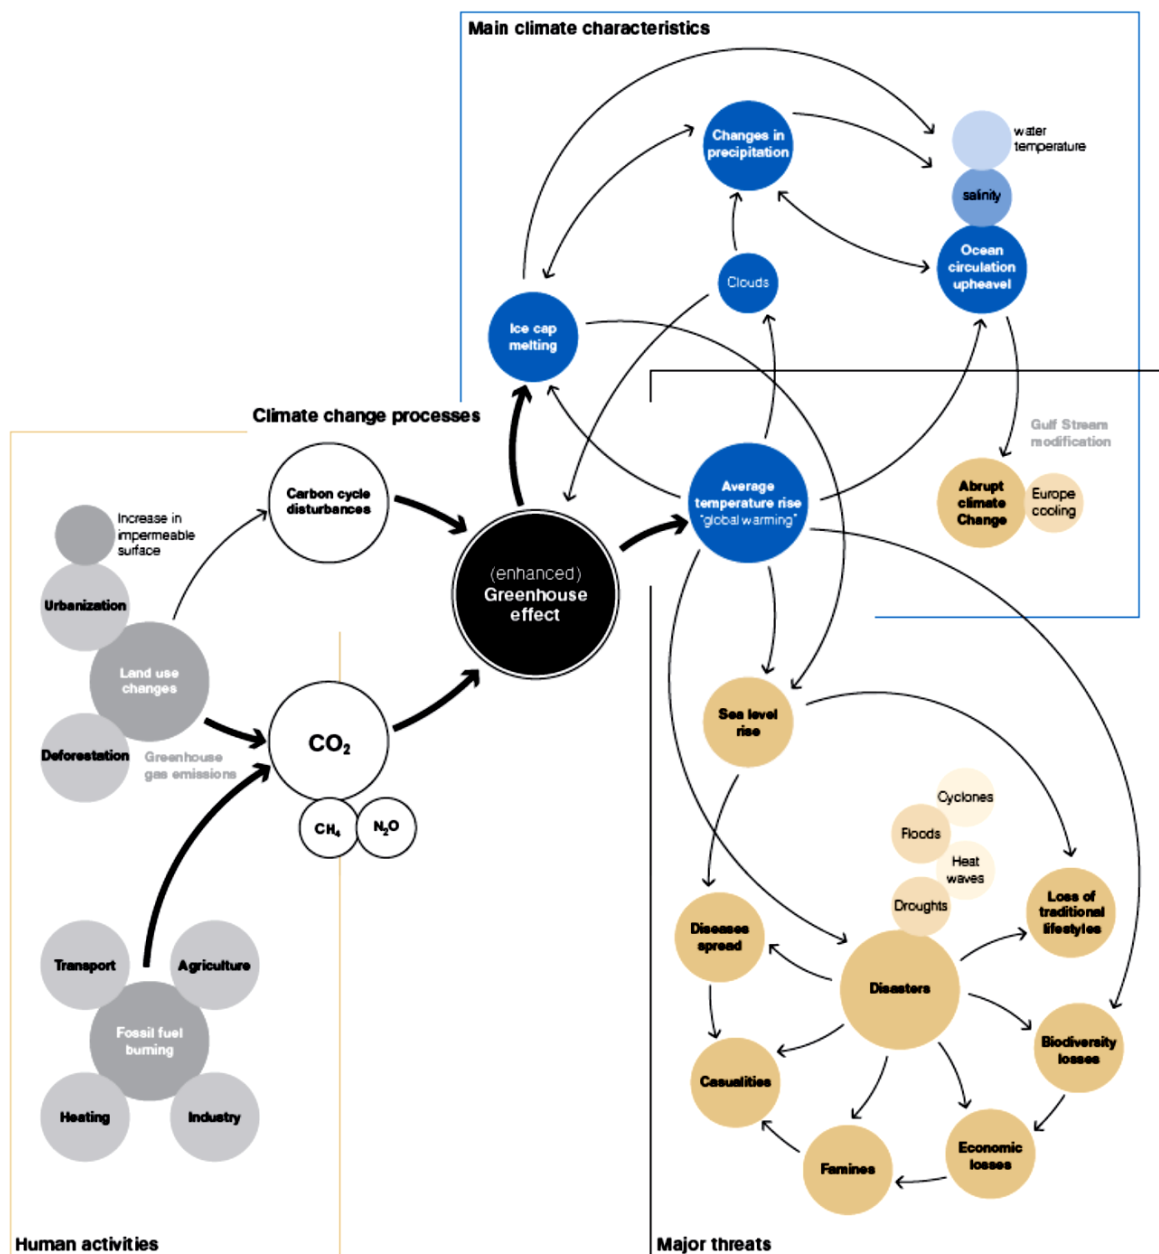 Main climate characteristics
Changes in
precipitation
water
temperature
salinity
Ocean
circulation
upheavel
Clouds
Ice cap
melting
Climate change processes
Gulf Stream
modification
Carbon cycle
disturbances
Average
temperature rise
"global warming"
Abrupt
climate
Change
Europe
cooling
Increase in
impermeable
surface
(enhanced)
Greenhouse
effect
Urbanization
Land use
changes
Sea level
rise
Deforestation
Greenhouse
gas emissions
CO₂
CH₄
N₂O
Cyclones
Floods
Heat
waves
Droughts
Loss of
traditional
lifestyles
Diseases
spread
Transport
Agriculture
Disasters
Fossil fuel
burning
Biodiversity
losses
Casualities
Heating
Industry
Economic
losses
Famines
Human activities
Major threats